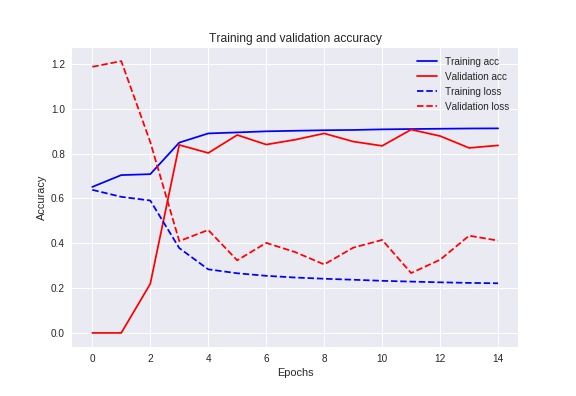 Training and validation accuracy
Training acc
Validation acc
Training loss
Validation loss
Accuracy
1.2
1.0
0.8
0.6
0.4
0.2
0.0
0 2 4 6 8 10 12 14
Epochs